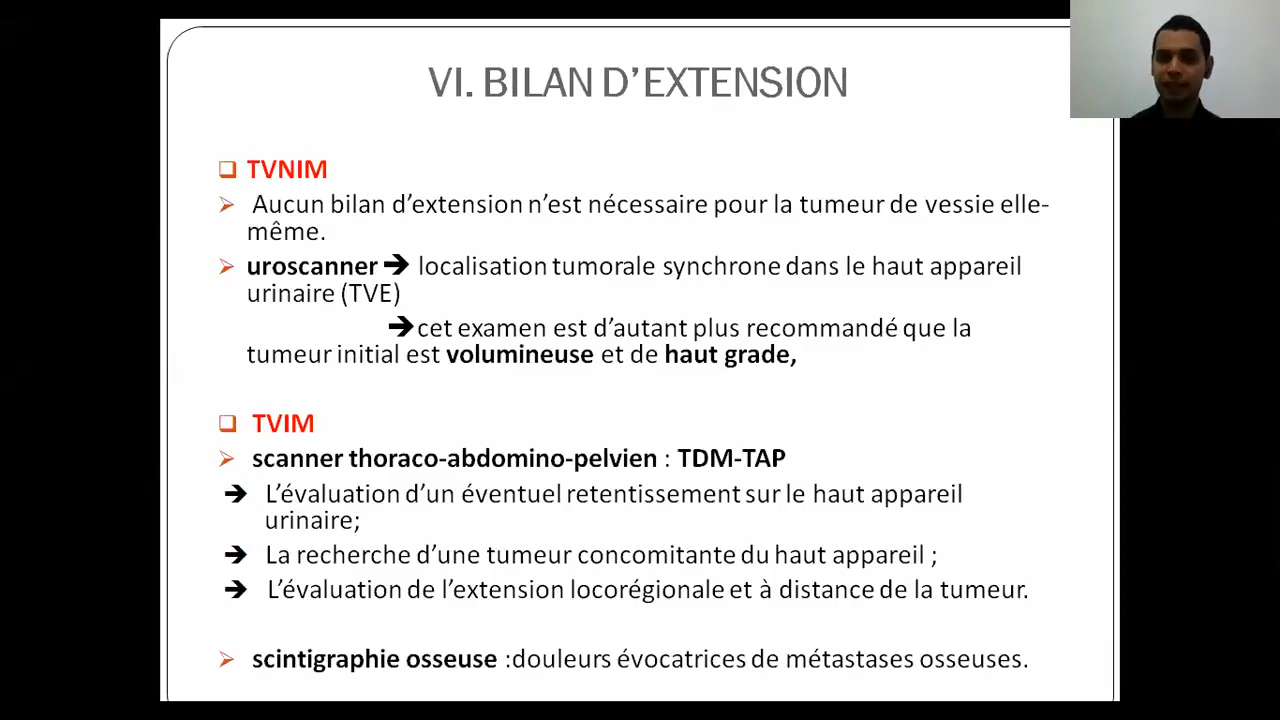 VI. BILAN D’EXTENSION
TVNIM
Aucun bilan d’extension n’est nécessaire pour la tumeur de vessie elle-
même.
uroscanner ➔ localisation tumorale synchrone dans le haut appareil
urinaire (TVE)
➔cet examen est d’autant plus recommandé que la
tumeur initial est volumineuse et de haut grade,
TVIM
scanner thoraco-abdomino-pelvien : TDM-TAP
➔ L’évaluation d’un éventuel retentissement sur le haut appareil
urinaire;
➔ La recherche d’une tumeur concomitante du haut appareil ;
➔ L’évaluation de l’extension locorégionale et à distance de la tumeur.
scintigraphie osseuse :douleurs évocatrices de métastases osseuses.